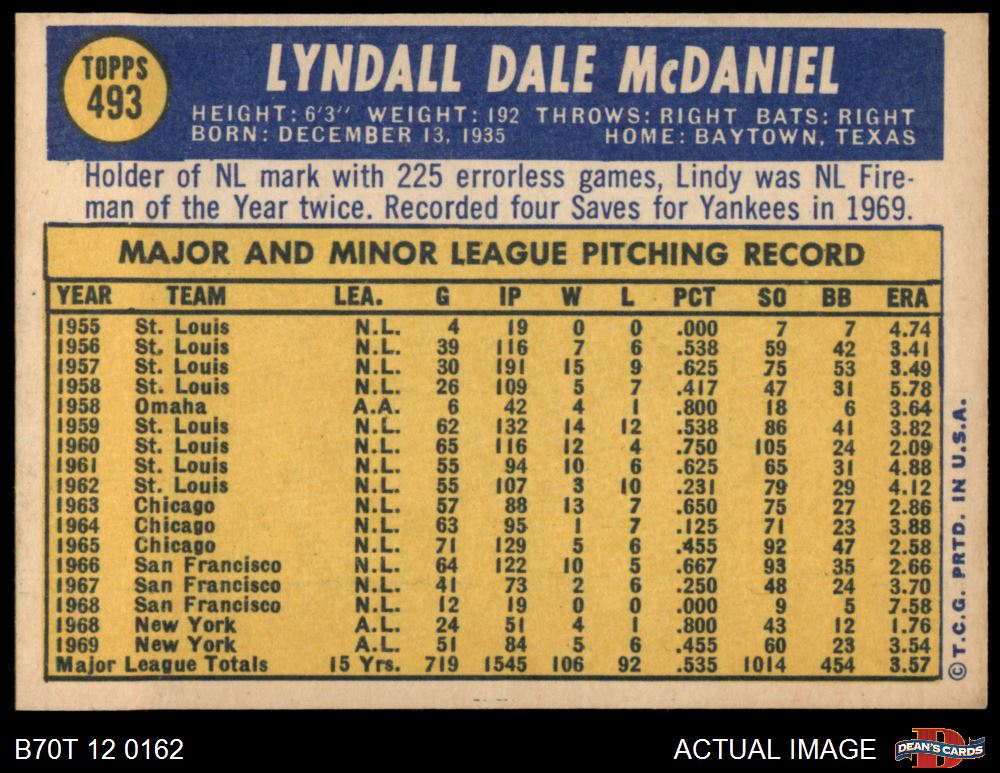 TOPPS
493
LYNDALL DALE McDANIEL
HEIGHT: 6'3" WEIGHT: 192 THROWS: RIGHT BATS: RIGHT
BORN: DECEMBER 13, 1935 HOME: BAYTOWN, TEXAS
Holder of NL mark with 225 errorless games, Lindy was NL Fire-
man of the Year twice. Recorded four Saves for Yankees in 1969.
MAJOR AND MINOR LEAGUE PITCHING RECORD
YEAR TEAM LEA. G IP W L PCT SO BB ERA
1955 St. Louis N.L. 4 19 0 0 .000 7 7 4.74
1956 St. Louis N.L. 39 116 7 6 .538 59 42 3.41
1957 St. Louis N.L. 30 191 15 9 .625 75 53 3.49
1958 St. Louis N.L. 26 109 5 7 .417 47 31 5.78
1958 Omaha A.A. 6 42 4 1 .800 18 6 3.64
1959 St. Louis N.L. 62 132 14 12 .538 86 41 3.82
1960 St. Louis N.L. 65 116 12 4 .750 105 24 2.09
1961 St. Louis N.L. 55 94 10 6 .625 65 31 4.88
1962 St. Louis N.L. 55 107 3 10 .231 79 29 4.12
1963 Chicago N.L. 57 88 13 7 .650 75 27 2.86
1964 Chicago N.L. 63 95 1 7 .125 71 23 3.88
1965 Chicago N.L. 71 129 5 6 .455 92 47 2.58
1966 San Francisco N.L. 64 122 10 5 .667 93 35 2.66
1967 San Francisco N.L. 41 73 2 6 .250 48 24 3.70
1968 San Francisco N.L. 12 19 0 0 .000 9 5 7.58
1968 New York A.L. 24 51 4 1 .800 43 12 1.76
1969 New York A.L. 51 84 5 6 .455 60 23 3.54
Major League Totals 15 Yrs. 719 1545 106 92 .535 1014 454 3.57
© T.C.G. PRTD. IN U.S.A.
B70T 12 0162
ACTUAL IMAGE
DEAN'S CARDS